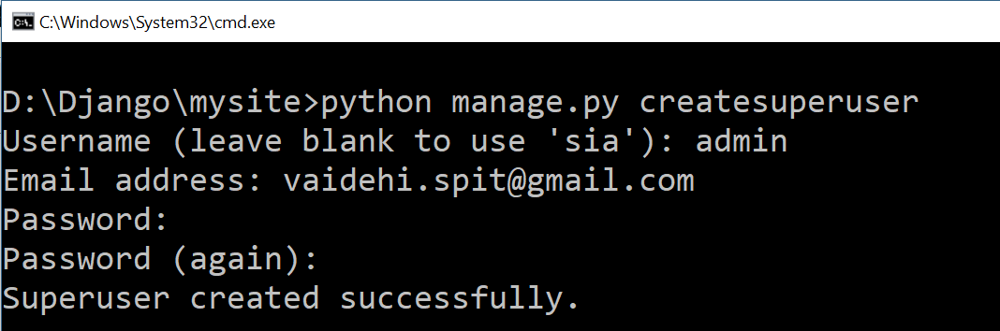 C:\Windows\System32\cmd.exe
D:\Django\mysite>python manage.py createsuperuser
Username (leave blank to use 'sia'): admin
Email address: vaidehi.spit@gmail.com
Password:
Password (again):
Superuser created successfully.